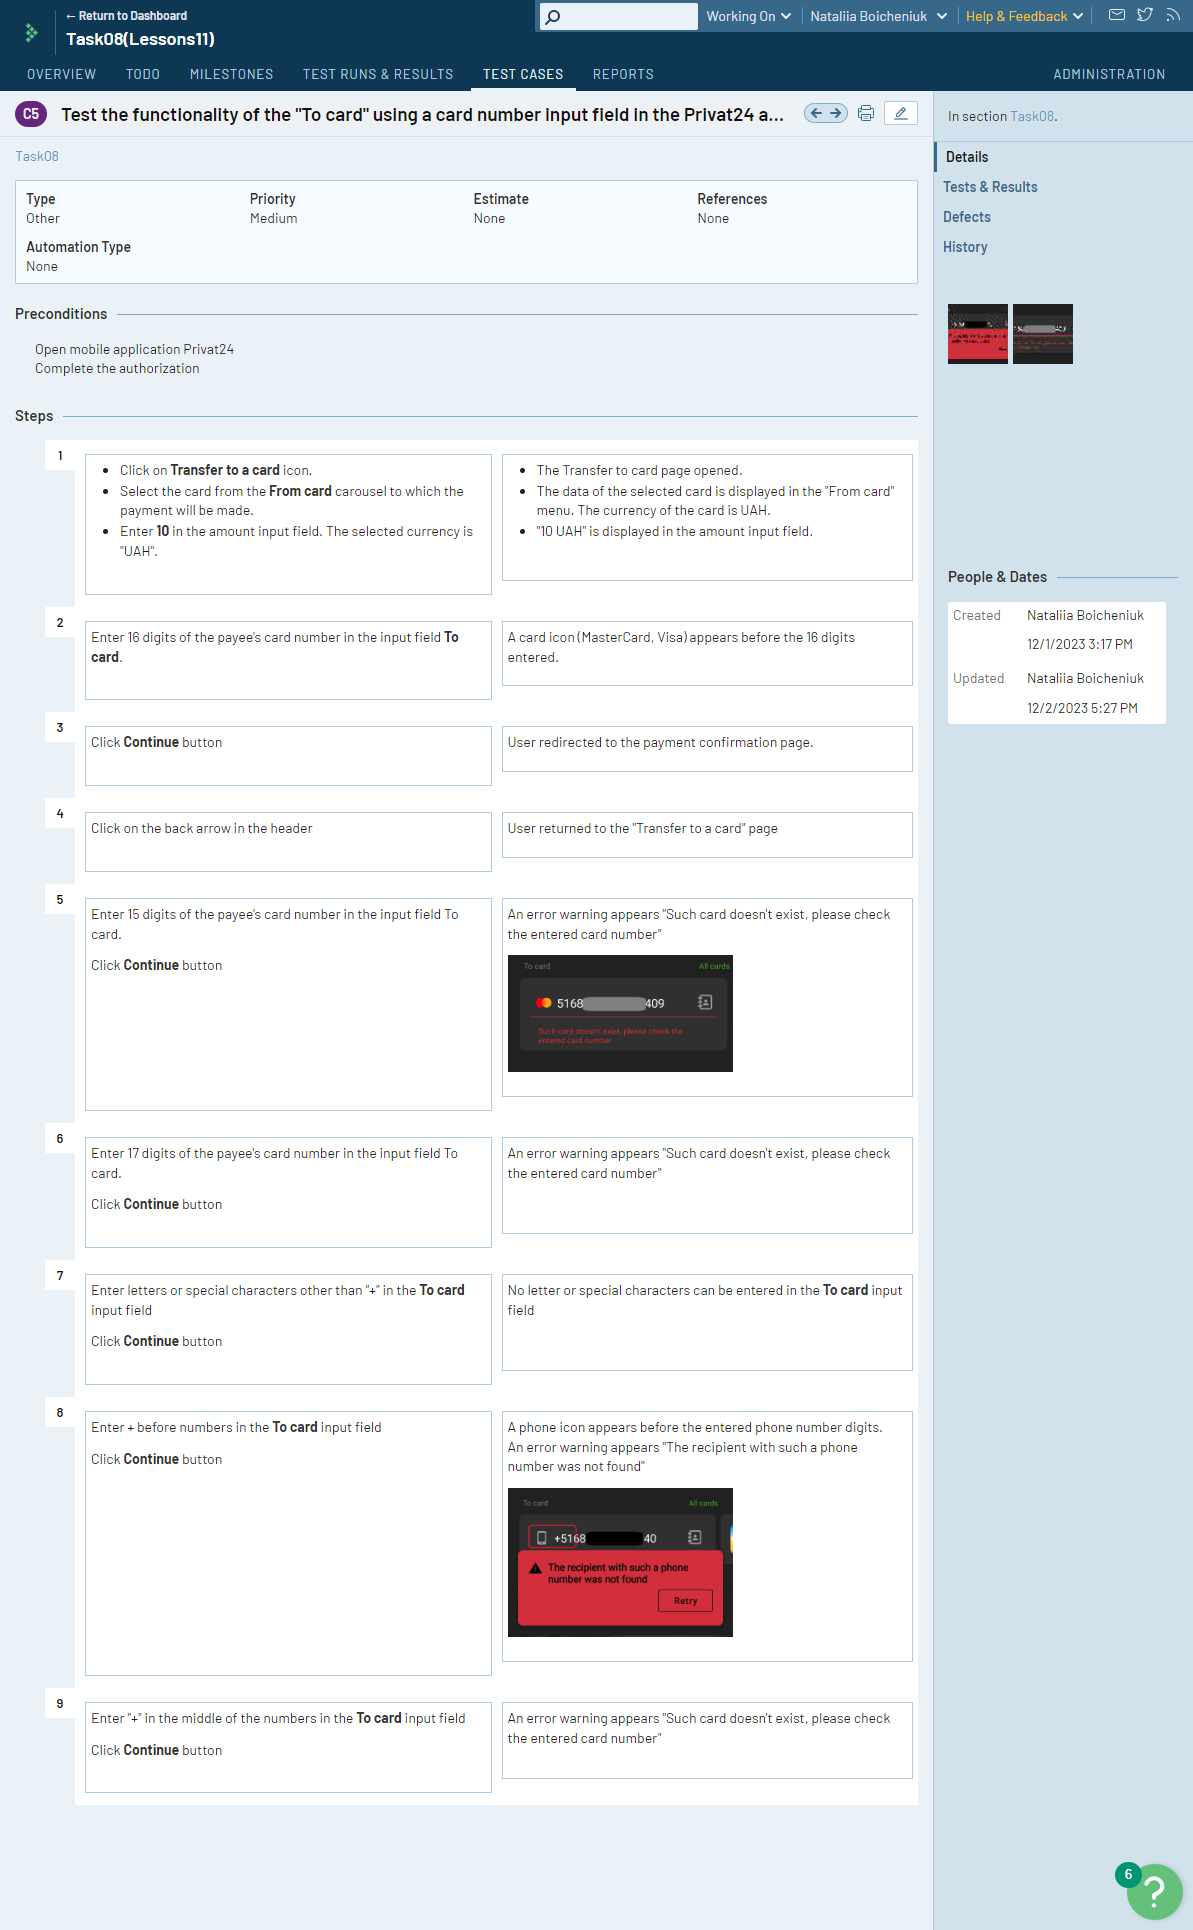 ← Return to Dashboard
Task08(Lessons11)
Working On
Nataliia Boicheniuk
Help & Feedback
OVERVIEW
TODO
MILESTONES
TEST RUNS & RESULTS
TEST CASES
REPORTS
ADMINISTRATION
C5
Test the functionality of the "To card" using a card number input field in the Privat24 a...
In section Task08.
Task08
Type
Other
Priority
Medium
Estimate
None
References
None
Automation Type
None
Details
Tests & Results
Defects
History
Preconditions
Open mobile application Privat24
Complete the authorization
People & Dates
Created
Nataliia Boicheniuk
12/1/2023 3:17 PM
Updated
Nataliia Boicheniuk
12/2/2023 5:27 PM
Steps
1
• Click on Transfer to a card icon.
• Select the card from the From card carousel to which the
payment will be made.
• Enter 10 in the amount input field. The selected currency is
"UAH".
• The Transfer to card page opened.
• The data of the selected card is displayed in the "From card"
menu. The currency of the card is UAH.
• "10 UAH" is displayed in the amount input field.
2
Enter 16 digits of the payee's card number in the input field To
card.
A card icon (MasterCard, Visa) appears before the 16 digits
entered.
3
Click Continue button
User redirected to the payment confirmation page.
4
Click on the back arrow in the header
User returned to the "Transfer to a card" page
5
Enter 15 digits of the payee's card number in the input field To
card.
Click Continue button
An error warning appears "Such card doesn't exist, please check
the entered card number"
To card
All cards
5168
409
Such card doesn't exist, please check the
entered card number
6
Enter 17 digits of the payee's card number in the input field To
card.
Click Continue button
An error warning appears "Such card doesn't exist, please check
the entered card number"
7
Enter letters or special characters other than "+" in the To card
input field
Click Continue button
No letter or special characters can be entered in the To card input
field
8
Enter + before numbers in the To card input field
Click Continue button
A phone icon appears before the entered phone number digits.
An error warning appears "The recipient with such a phone
number was not found"
To card
All cards
+5168
40
The recipient with such a phone
number was not found
Retry
9
Enter "+" in the middle of the numbers in the To card input field
Click Continue button
An error warning appears "Such card doesn't exist, please check
the entered card number"
6
?